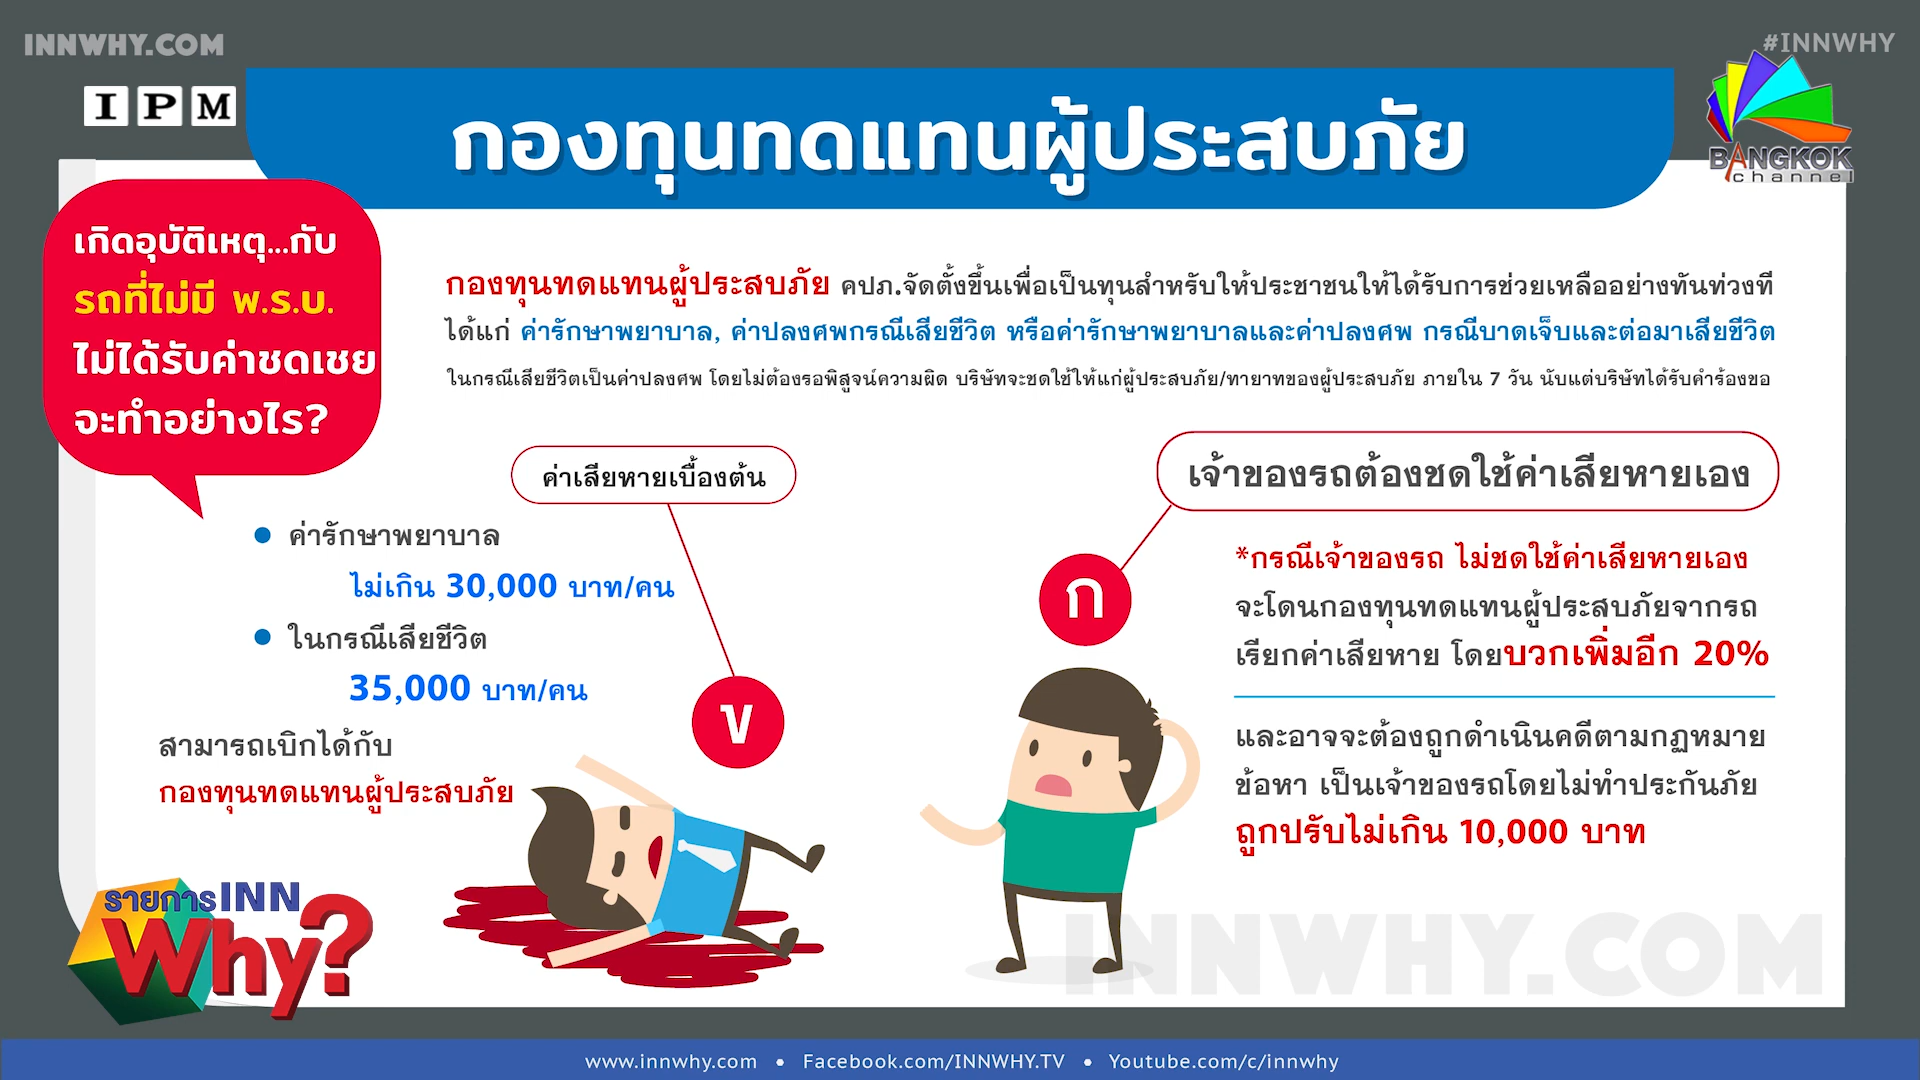 INNWHY.COM
#INNWHY
IPM
กองทุนทดแทนผู้ประสบภัย
BANGKOK
channel
เกิดอุบัติเหตุ...กับ
รถที่ไม่มี พ.ร.บ.
ไม่ได้รับค่าชดเชย
จะทำอย่างไร?
กองทุนทดแทนผู้ประสบภัย คปภ.จัดตั้งขึ้นเพื่อเป็นทุนสำหรับให้ประชาชนให้ได้รับการช่วยเหลืออย่างทันท่วงที
ได้แก่ ค่ารักษาพยาบาล, ค่าปลงศพกรณีเสียชีวิต หรือค่ารักษาพยาบาลและค่าปลงศพ กรณีบาดเจ็บและต่อมาเสียชีวิต
ในกรณีเสียชีวิตเป็นค่าปลงศพ โดยไม่ต้องรอพิสูจน์ความผิด บริษัทจะชดใช้ให้แก่ผู้ประสบภัย/ทายาทของผู้ประสบภัย ภายใน 7 วัน นับแต่บริษัทได้รับคำร้องขอ
ค่าเสียหายเบื้องต้น
• ค่ารักษาพยาบาล
ไม่เกิน 30,000 บาท/คน
• ในกรณีเสียชีวิต
35,000 บาท/คน
สามารถเบิกได้กับ
กองทุนทดแทนผู้ประสบภัย
ข
เจ้าของรถต้องชดใช้ค่าเสียหายเอง
ก
*กรณีเจ้าของรถ ไม่ชดใช้ค่าเสียหายเอง
จะโดนกองทุนทดแทนผู้ประสบภัยจากรถ
เรียกค่าเสียหาย โดยบวกเพิ่มอีก 20%
และอาจจะต้องถูกดำเนินคดีตามกฏหมาย
ข้อหา เป็นเจ้าของรถโดยไม่ทำประกันภัย
ถูกปรับไม่เกิน 10,000 บาท
รายการINN
Why?
INNWHY.COM
www.innwhy.com • Facebook.com/INNWHY.TV • Youtube.com/c/innwhy